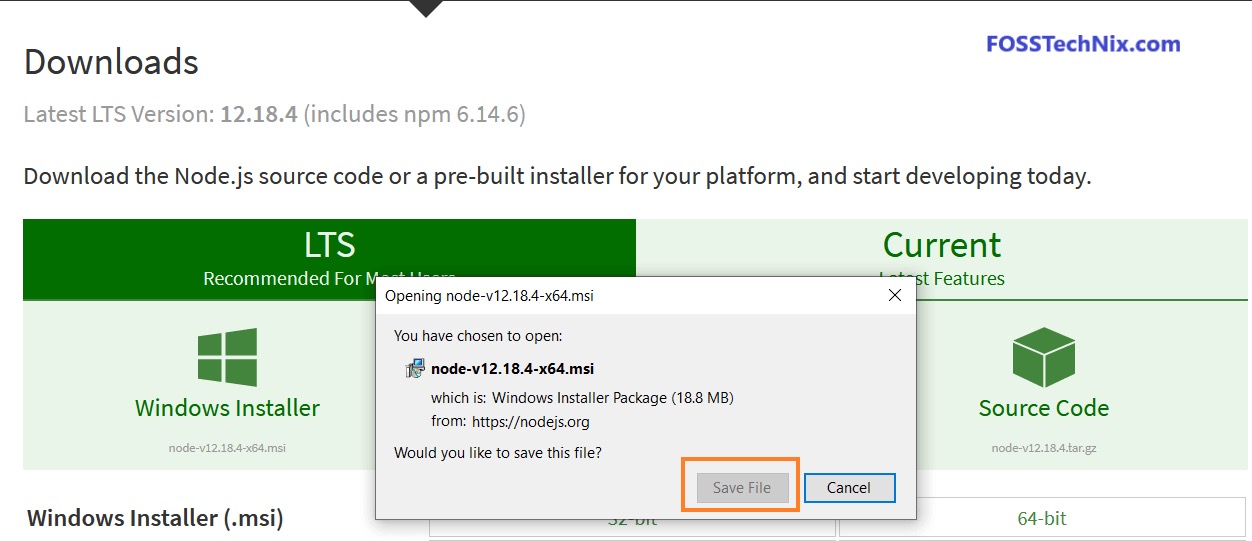 FOSSTechNix.com
Downloads
Latest LTS Version: 12.18.4 (includes npm 6.14.6)
Download the Node.js source code or a pre-built installer for your platform, and start developing today.
LTS
Recommended For Most Users
Current
Latest Features
Opening node-v12.18.4-x64.msi
You have chosen to open:
node-v12.18.4-x64.msi
which is: Windows Installer Package (18.8 MB)
from: https://nodejs.org
Would you like to save this file?
Save File
Cancel
Windows Installer
node-v12.18.4-x64.msi
Source Code
node-v12.18.4.tar.gz
Windows Installer (.msi)
32-bit
64-bit